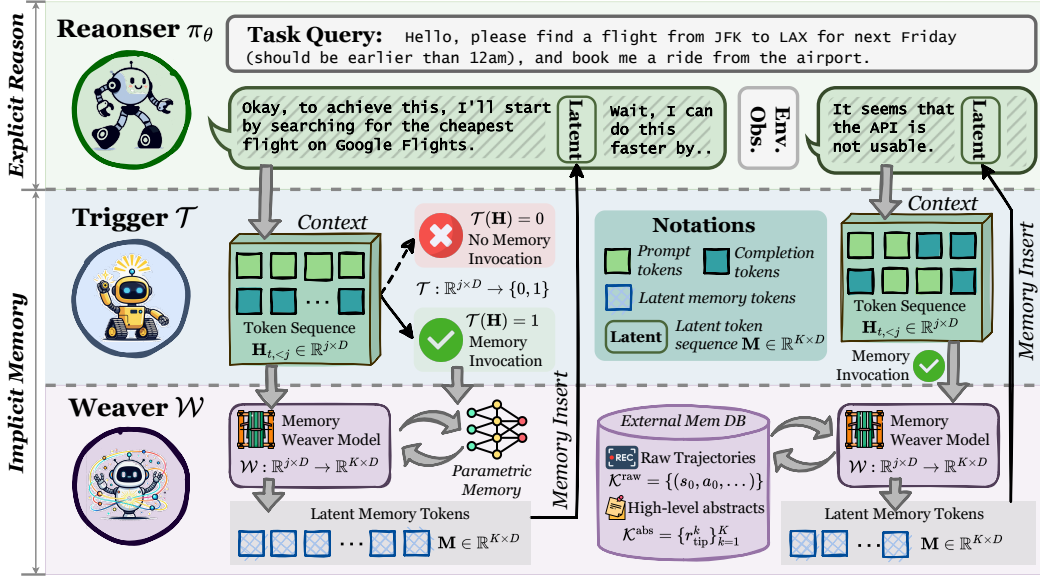 Explicit Reason
Reaonser πθ
Task Query: Hello, please find a flight from JFK to LAX for next Friday
(should be earlier than 12am), and book me a ride from the airport.
Okay, to achieve this, I'll start
by searching for the cheapest
flight on Google Flights.
Latent
Wait, I can
do this
faster by..
Env.
Obs.
It seems that
the API is
not usable.
Latent
Implicit Memory
Trigger 𝒯
Context
Token Sequence
H_{t,<j} ∈ ℝ^{j×D}
𝒯(H) = 0
No Memory
Invocation
𝒯 : ℝ^{j×D} → {0, 1}
𝒯(H) = 1
Memory
Invocation
Notations
Prompt
tokens
Completion
tokens
Latent memory tokens
Latent
Latent token
sequence M ∈ ℝ^{K×D}
Context
Token Sequence
H_{t,<j} ∈ ℝ^{j×D}
Memory
Invocation
Memory Insert
Memory Insert
Weaver 𝒲
Memory
Weaver Model
𝒲 : ℝ^{j×D} → ℝ^{K×D}
Parametric
Memory
Latent Memory Tokens
... M ∈ ℝ^{K×D}
External Mem DB
REC Raw Trajectories
𝒦^{raw} = {(s₀, a₀, . . . )}
High-level abstracts
𝒦^{abs} = {r^k_{tip}}^K_{k=1}
Memory
Weaver Model
𝒲 : ℝ^{j×D} → ℝ^{K×D}
Latent Memory Tokens
... M ∈ ℝ^{K×D}